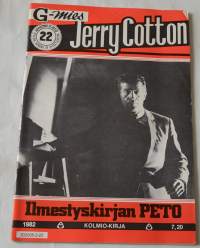 G-mies
Jerry Cotton
22
Ilmestyskirjan PETO
1982 KOLMIO-KIRJA 7,20